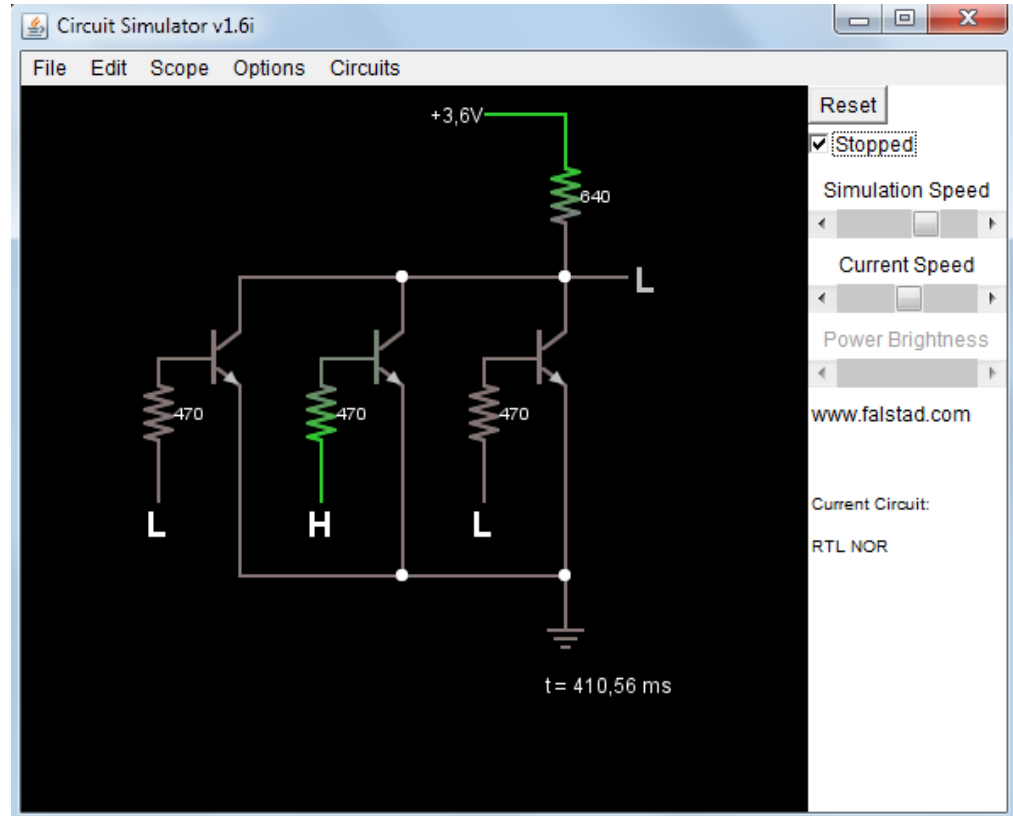 Circuit Simulator v1.6i
File Edit Scope Options Circuits
Reset
Stopped
Simulation Speed
Current Speed
Power Brightness
www.falstad.com
Current Circuit:
RTL NOR
+3,6V
640
L
470 470 470
L H L
t= 410,56 ms